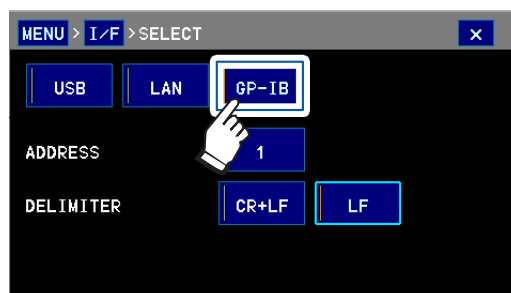 MENU > I/F > SELECT x
USB LAN GP-IB
ADDRESS 1
DELIMITER CR+LF LF